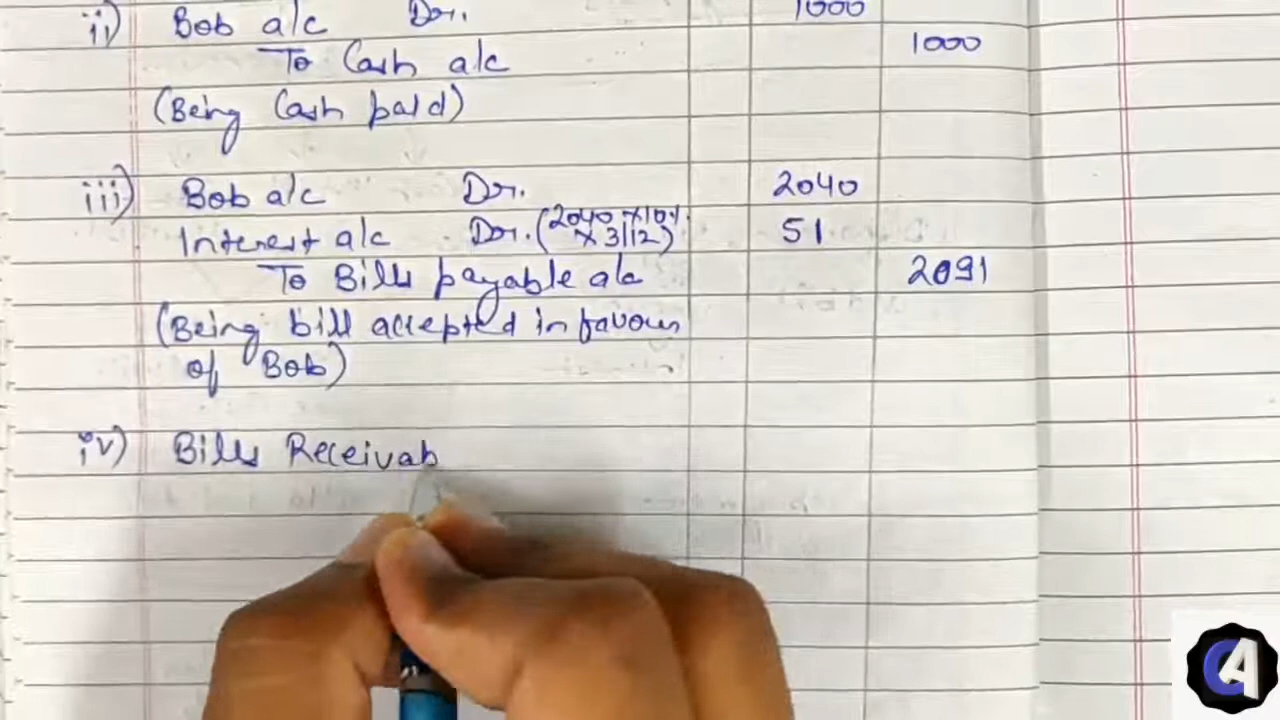 ii) Bob a/c Dr. 1000
To Cash a/c 1000
(Being Cash paid)
iii) Bob a/c Dr. 2040
Interest a/c Dr. (2040 × 10% × 3/12) 51
To Bills payable a/c 2091
(Being bill accepted in favour
of Bob)
iv) Bills Receivab
CA